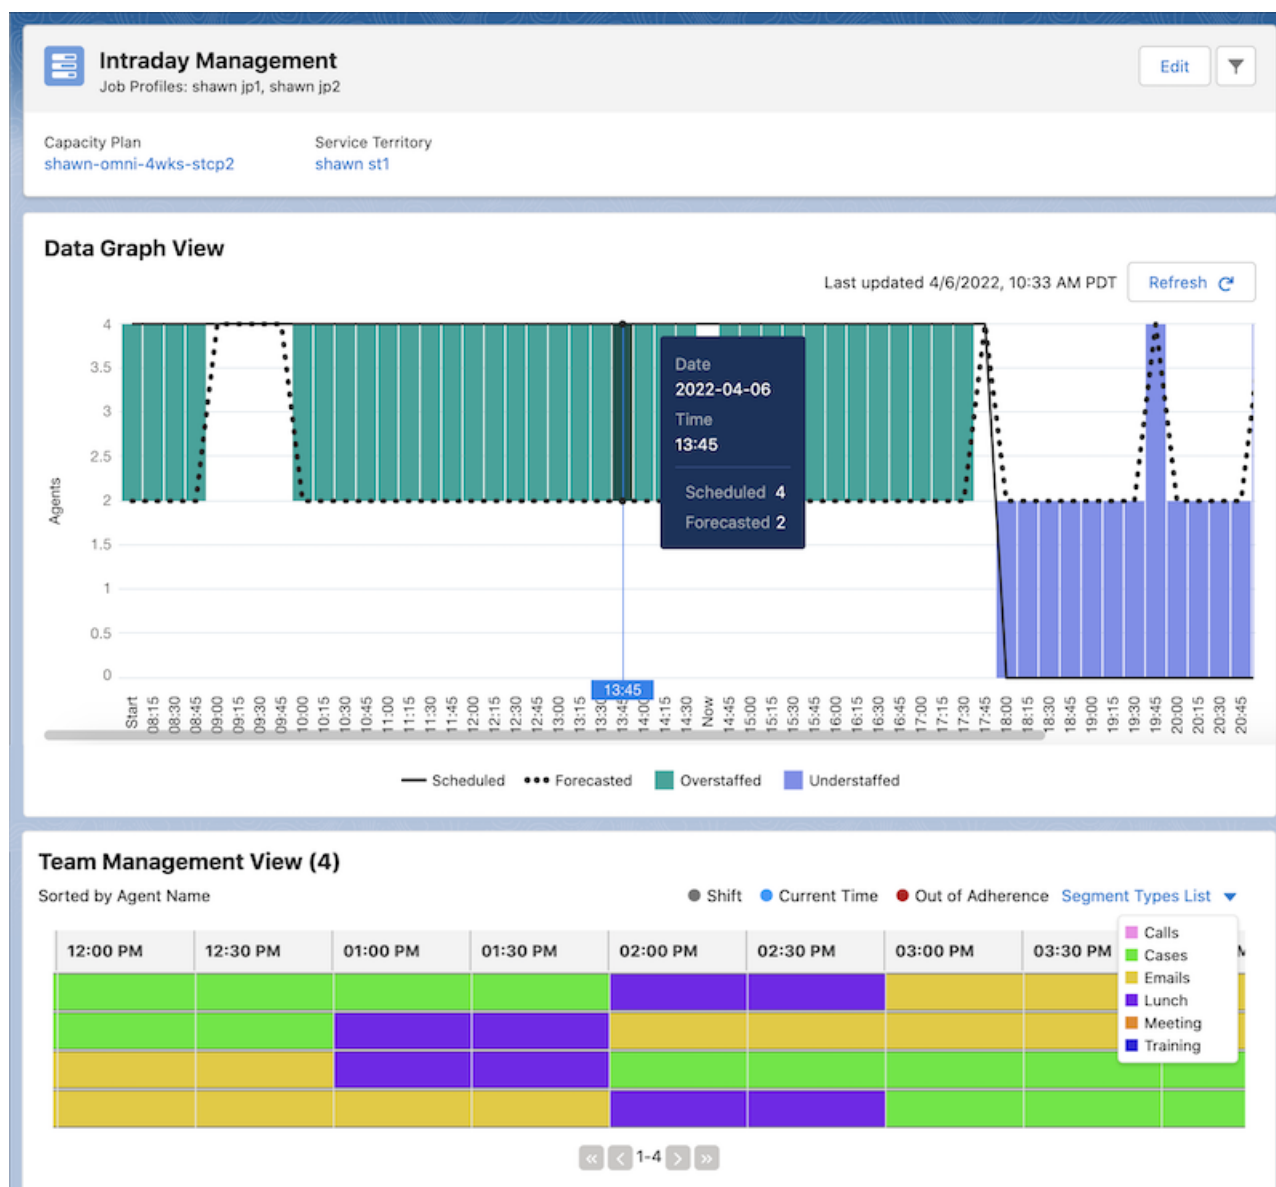 Intraday Management
Job Profiles: shawn jp1, shawn jp2
Edit
Capacity Plan
Service Territory
shawn-omni-4wks-stcp2
shawn st1
Data Graph View
Last updated 4/6/2022, 10:33 AM PDT
Refresh
4
3.5
3
2.5
2
1.5
1
0.5
0
Agents
Date
2022-04-06
Time
13:45
Scheduled 4
Forecasted 2
13:45
Start
08:15
08:30
08:45
09:00
09:15
09:30
09:45
10:00
10:15
10:30
10:45
11:00
11:15
11:30
11:45
12:00
12:15
12:30
12:45
13:00
13:15
13:30
13:45
14:00
14:15
14:30
Now
14:45
15:00
15:15
15:30
15:45
16:00
16:15
16:30
16:45
17:00
17:15
17:30
17:45
18:00
18:15
18:30
18:45
19:00
19:15
19:30
19:45
20:00
20:15
20:30
20:45
Scheduled Forecasted Overstaffed Understaffed
Team Management View (4)
Sorted by Agent Name
Shift Current Time Out of Adherence Segment Types List
12:00 PM 12:30 PM 01:00 PM 01:30 PM 02:00 PM 02:30 PM 03:00 PM 03:30 PM
Calls
Cases
Emails
Lunch
Meeting
Training
« < 1-4 > »